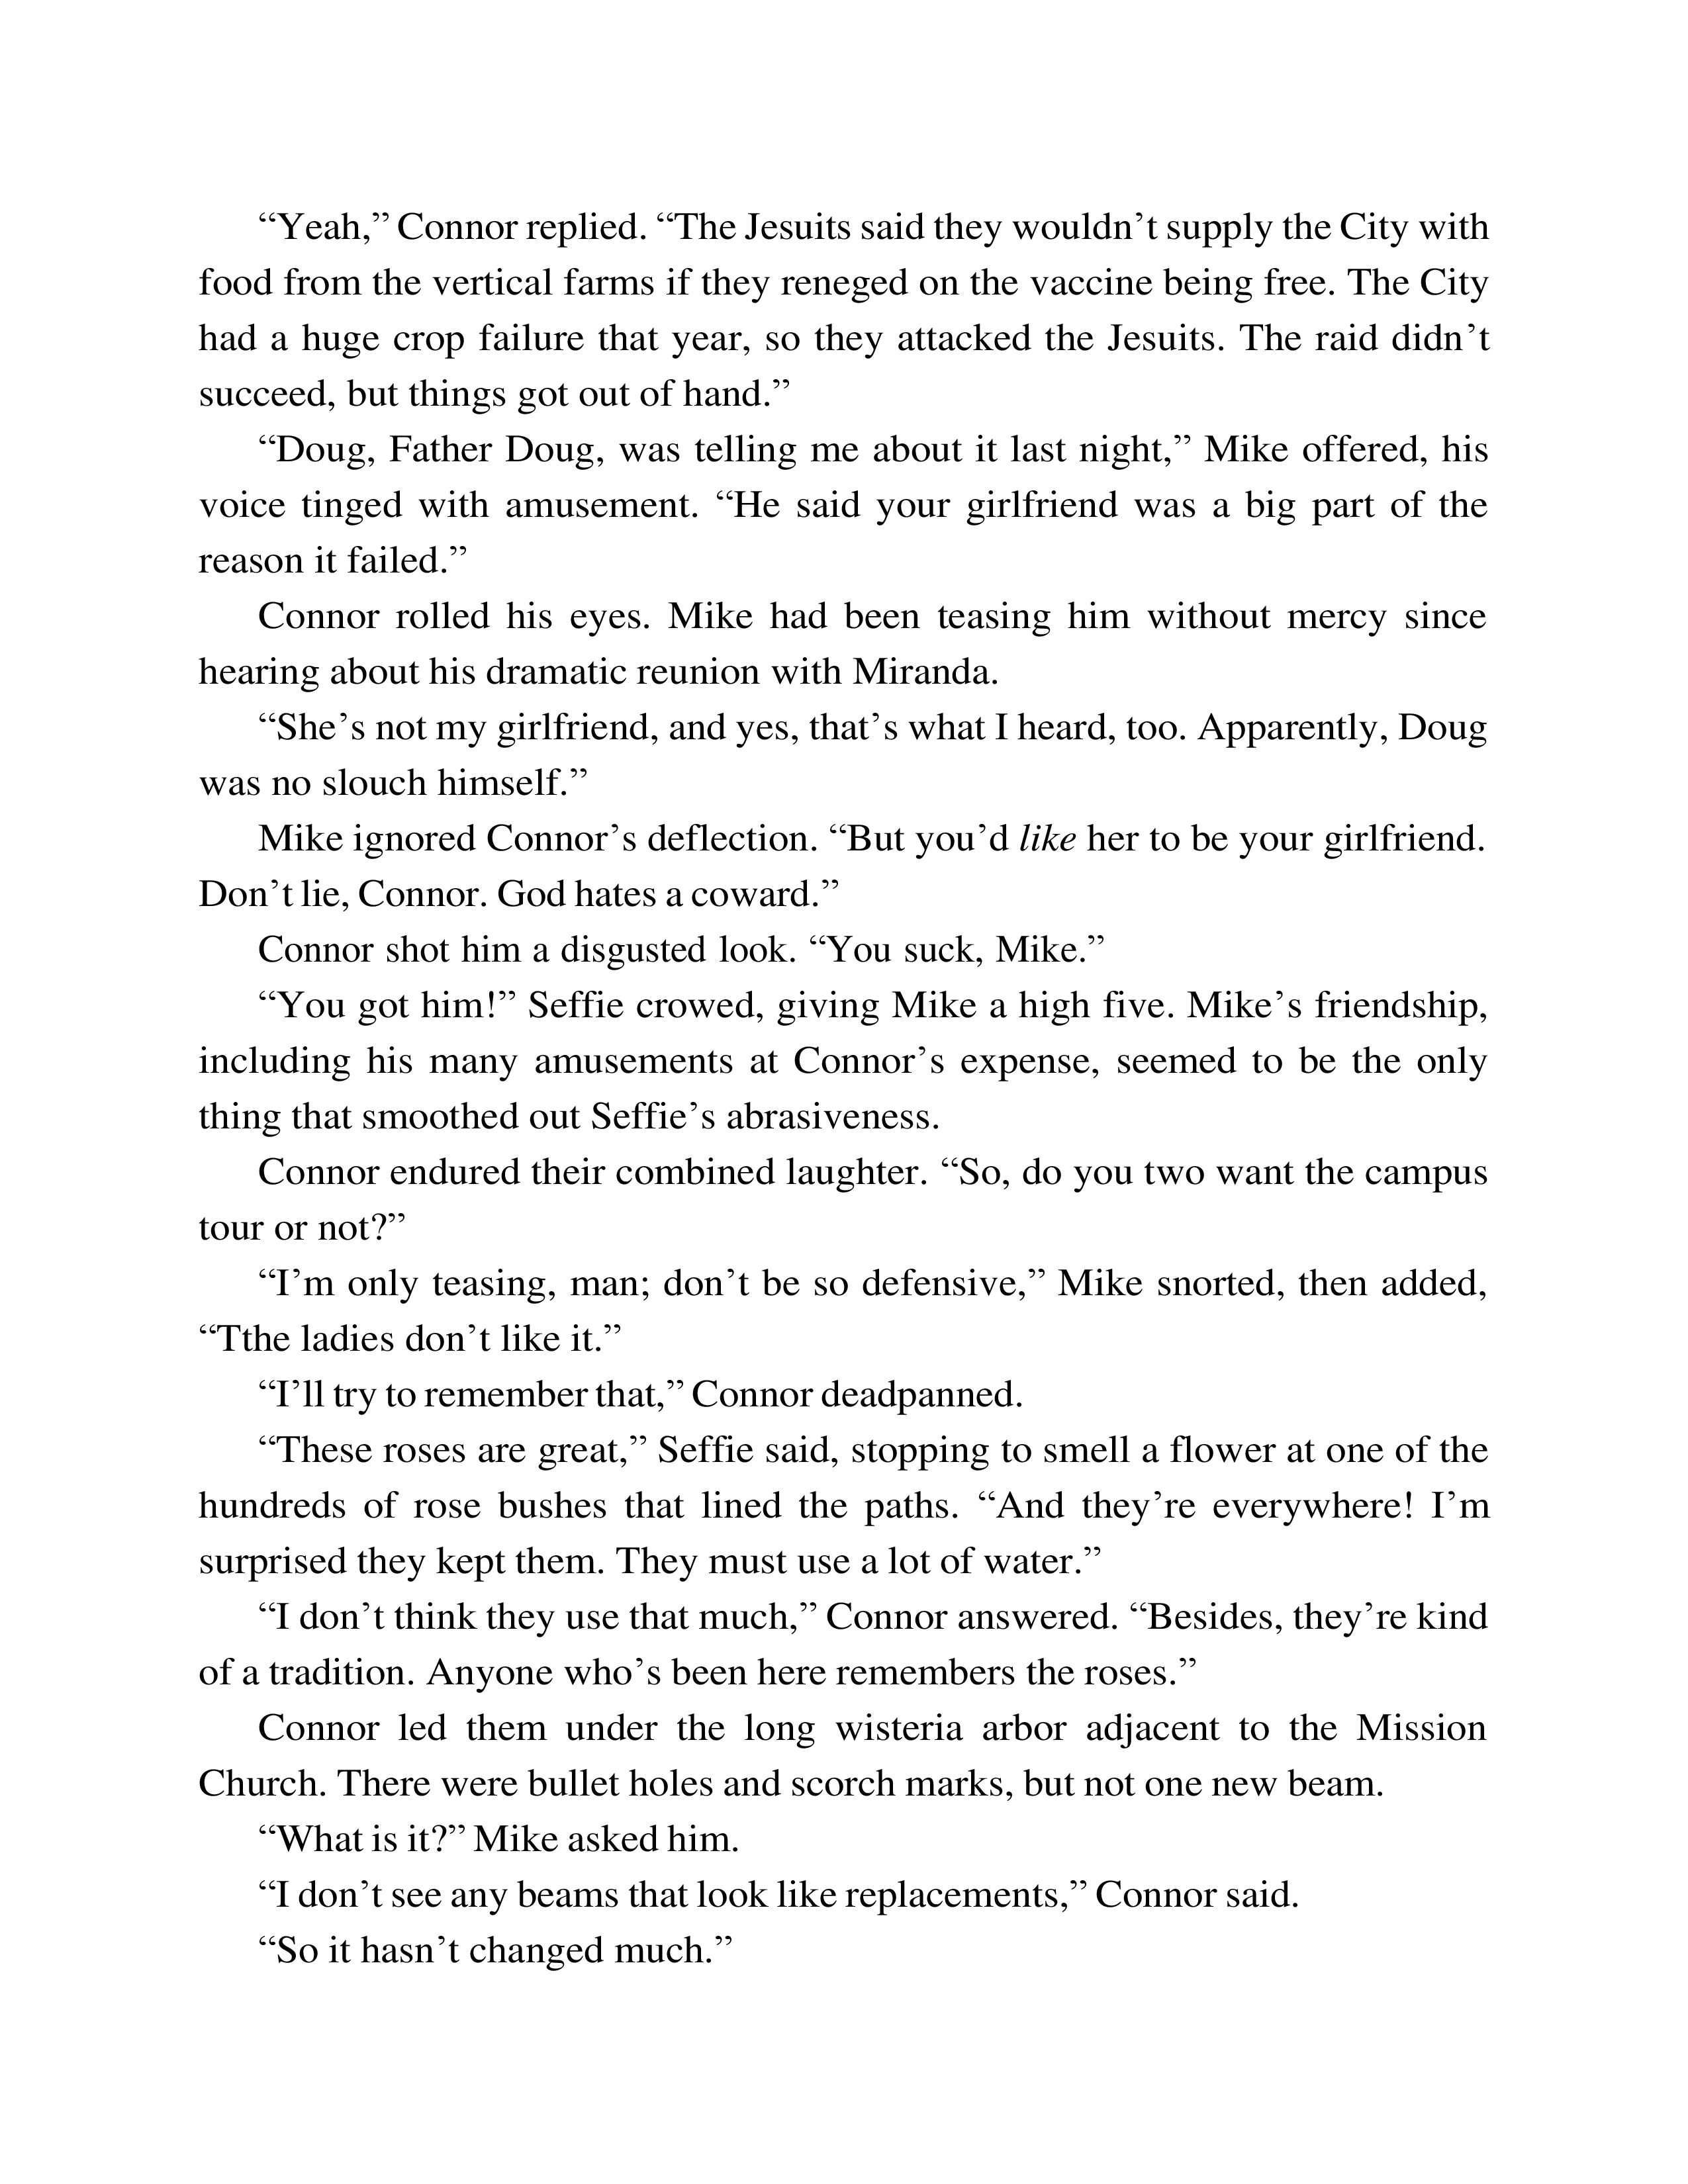 “Yeah,” Connor replied. “The Jesuits said they wouldn’t supply the City with
food from the vertical farms if they reneged on the vaccine being free. The City
had a huge crop failure that year, so they attacked the Jesuits. The raid didn’t
succeed, but things got out of hand.”
“Doug, Father Doug, was telling me about it last night,” Mike offered, his
voice tinged with amusement. “He said your girlfriend was a big part of the
reason it failed.”
Connor rolled his eyes. Mike had been teasing him without mercy since
hearing about his dramatic reunion with Miranda.
“She’s not my girlfriend, and yes, that’s what I heard, too. Apparently, Doug
was no slouch himself.”
Mike ignored Connor’s deflection. “But you’d like her to be your girlfriend.
Don’t lie, Connor. God hates a coward.”
Connor shot him a disgusted look. “You suck, Mike.”
“You got him!” Seffie crowed, giving Mike a high five. Mike’s friendship,
including his many amusements at Connor’s expense, seemed to be the only
thing that smoothed out Seffie’s abrasiveness.
Connor endured their combined laughter. “So, do you two want the campus
tour or not?”
“I’m only teasing, man; don’t be so defensive,” Mike snorted, then added,
“Tthe ladies don’t like it.”
“I’ll try to remember that,” Connor deadpanned.
“These roses are great,” Seffie said, stopping to smell a flower at one of the
hundreds of rose bushes that lined the paths. “And they’re everywhere! I’m
surprised they kept them. They must use a lot of water.”
“I don’t think they use that much,” Connor answered. “Besides, they’re kind
of a tradition. Anyone who’s been here remembers the roses.”
Connor led them under the long wisteria arbor adjacent to the Mission
Church. There were bullet holes and scorch marks, but not one new beam.
“What is it?” Mike asked him.
“I don’t see any beams that look like replacements,” Connor said.
“So it hasn’t changed much.”